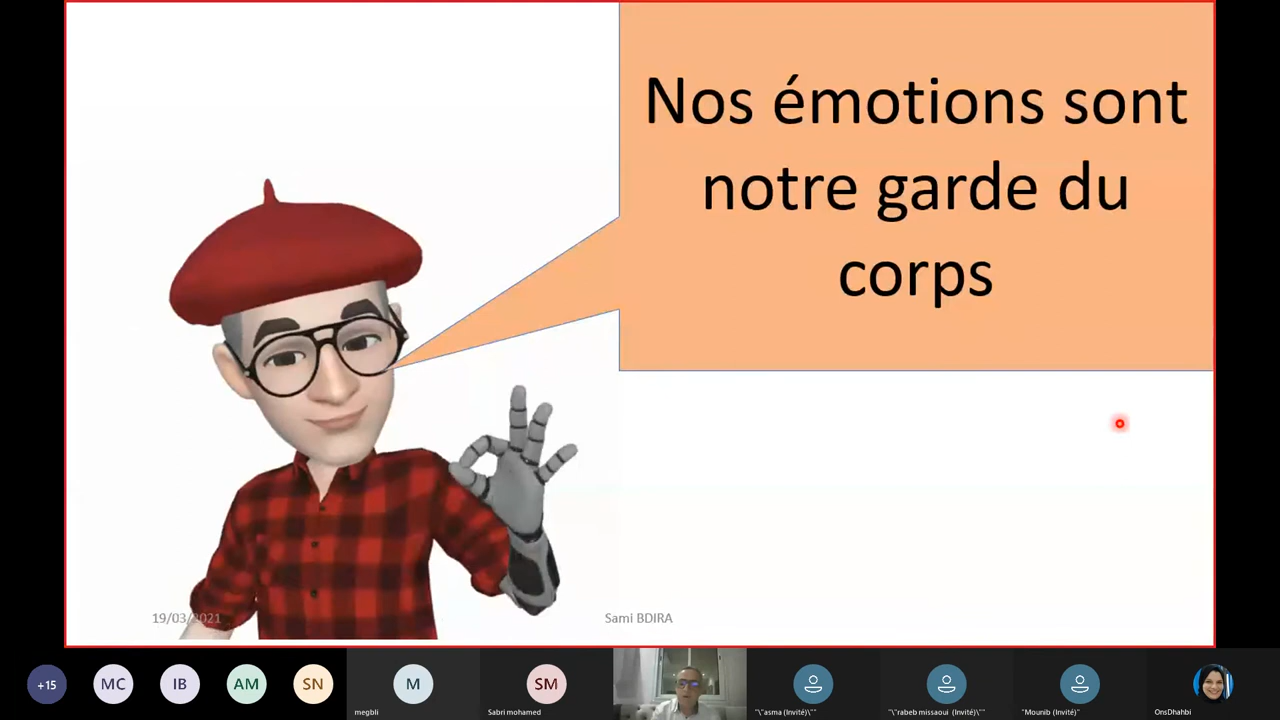 Nos émotions sont
notre garde du
corps
19/03/2021
Sami BDIRA
+15
MC
IB
AM
SN
M
megbli
SM
Sabri mohamed
"\"asma (Invité)\""
"\"rabeb missaoui (Invité)\""
"Mounib (Invité)"
OnsDhahbi